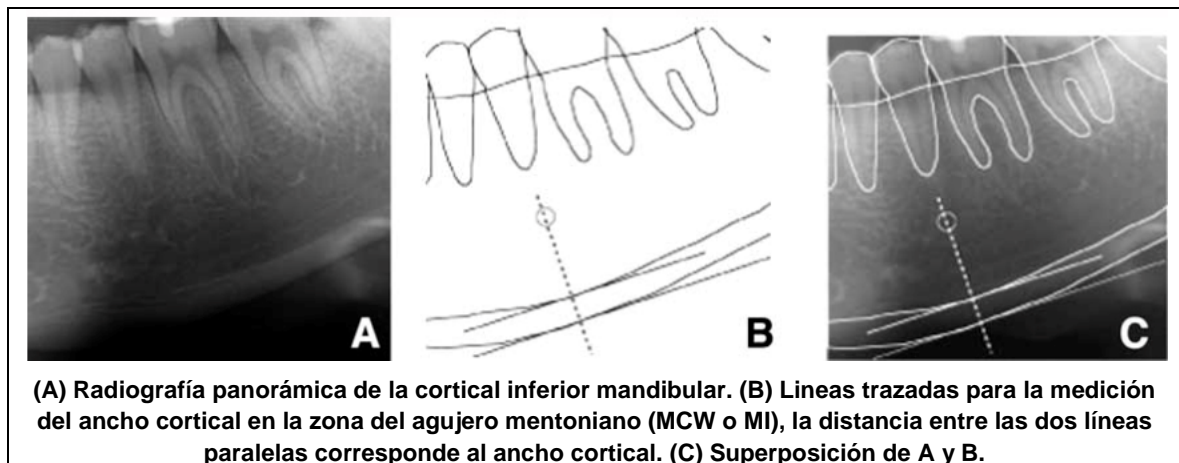 A
B
C
(A) Radiografía panorámica de la cortical inferior mandibular. (B) Lineas trazadas para la medición
del ancho cortical en la zona del agujero mentoniano (MCW o MI), la distancia entre las dos líneas
paralelas corresponde al ancho cortical. (C) Superposición de A y B.